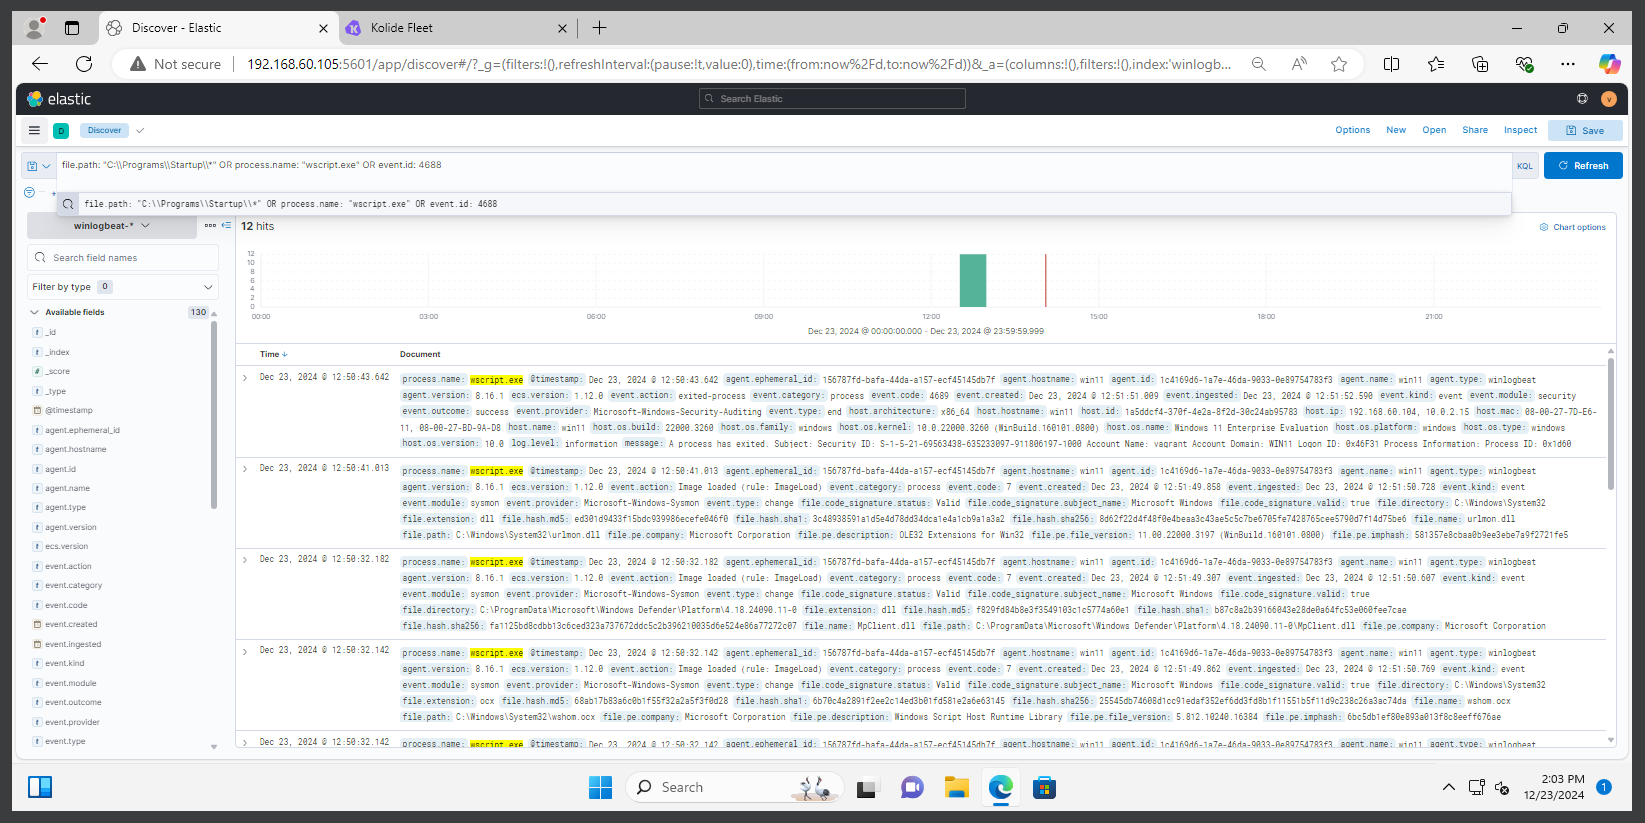 Discover - Elastic
Kolide Fleet
Not secure
192.168.60.105:5601/app/discover#/?_g=(filters:!(),refreshInterval:(pause:!t,value:0),time:(from:now%2Fd,to:now%2Fd))&_a=(columns:!(),filters:!(),index:'winlogb...
elastic
Search Elastic
v
D
Discover
Options New Open Share Inspect Save
file.path: "C:\\Programs\\Startup\\*" OR process.name: "wscript.exe" OR event.id: 4688
KQL
Refresh
file.path: "C:\\Programs\\Startup\\*" OR process.name: "wscript.exe" OR event.id: 4688
winlogbeat-*
12 hits
Chart options
Search field names
Filter by type 0
Available fields 130
_id
_index
_score
_type
@timestamp
agent.ephemeral_id
agent.hostname
agent.id
agent.name
agent.type
agent.version
ecs.version
event.action
event.category
event.code
event.created
event.ingested
event.kind
event.module
event.outcome
event.provider
event.type
12
10
8
6
4
2
0
00:00 03:00 06:00 09:00 12:00 15:00 18:00 21:00
Dec 23, 2024 @ 00:00:00.000 - Dec 23, 2024 @ 23:59:59.999
Time Document
Dec 23, 2024 @ 12:50:43.642
process.name: wscript.exe @timestamp: Dec 23, 2024 @ 12:50:43.642 agent.ephemeral_id: 156787fd-bafa-44da-a157-ecf45145db7f agent.hostname: win11 agent.id: 1c4169d6-1a7e-46da-9033-0e89754783f3 agent.name: win11 agent.type: winlogbeat
agent.version: 8.16.1 ecs.version: 1.12.0 event.action: exited-process event.category: process event.code: 4689 event.created: Dec 23, 2024 @ 12:51:51.009 event.ingested: Dec 23, 2024 @ 12:51:52.590 event.kind: event event.module: security
event.outcome: success event.provider: Microsoft-Windows-Security-Auditing event.type: end host.architecture: x86_64 host.hostname: win11 host.id: 1a5ddcf4-370f-4e2a-8f2d-30c24ab95783 host.ip: 192.168.60.104, 10.0.2.15 host.mac: 08-00-27-7D-E6-
11, 08-00-27-BD-9A-D8 host.name: win11 host.os.build: 22000.3260 host.os.family: windows host.os.kernel: 10.0.22000.3260 (WinBuild.160101.0800) host.os.name: Windows 11 Enterprise Evaluation host.os.platform: windows host.os.type: windows
host.os.version: 10.0 log.level: information message: A process has exited. Subject: Security ID: S-1-5-21-69563438-635233097-911806197-1000 Account Name: vagrant Account Domain: WIN11 Logon ID: 0x46F31 Process Information: Process ID: 0x1d60
Dec 23, 2024 @ 12:50:41.013
process.name: wscript.exe @timestamp: Dec 23, 2024 @ 12:50:41.013 agent.ephemeral_id: 156787fd-bafa-44da-a157-ecf45145db7f agent.hostname: win11 agent.id: 1c4169d6-1a7e-46da-9033-0e89754783f3 agent.name: win11 agent.type: winlogbeat
agent.version: 8.16.1 ecs.version: 1.12.0 event.action: Image loaded (rule: ImageLoad) event.category: process event.code: 7 event.created: Dec 23, 2024 @ 12:51:49.858 event.ingested: Dec 23, 2024 @ 12:51:50.728 event.kind: event
event.module: sysmon event.provider: Microsoft-Windows-Sysmon event.type: change file.code_signature.status: Valid file.code_signature.subject_name: Microsoft Windows file.code_signature.valid: true file.directory: C:\Windows\System32
file.extension: dll file.hash.md5: ed301d9433f15bdc939986ecefe046f0 file.hash.sha1: 3c48938591a1d5e4d78dd34dca1e4a1cb9a1a3a2 file.hash.sha256: 8d62f22d4f48f0e4beaa3c43ae5c5c7be6705fe7428765cee5790d7f14d75be6 file.name: urlmon.dll
file.path: C:\Windows\System32\urlmon.dll file.pe.company: Microsoft Corporation file.pe.description: OLE32 Extensions for Win32 file.pe.file_version: 11.00.22000.3197 (WinBuild.160101.0800) file.pe.imphash: 581357e8cbaa0b9ee3ebe7a9f2721fe5
Dec 23, 2024 @ 12:50:32.182
process.name: wscript.exe @timestamp: Dec 23, 2024 @ 12:50:32.182 agent.ephemeral_id: 156787fd-bafa-44da-a157-ecf45145db7f agent.hostname: win11 agent.id: 1c4169d6-1a7e-46da-9033-0e89754783f3 agent.name: win11 agent.type: winlogbeat
agent.version: 8.16.1 ecs.version: 1.12.0 event.action: Image loaded (rule: ImageLoad) event.category: process event.code: 7 event.created: Dec 23, 2024 @ 12:51:49.307 event.ingested: Dec 23, 2024 @ 12:51:50.607 event.kind: event
event.module: sysmon event.provider: Microsoft-Windows-Sysmon event.type: change file.code_signature.status: Valid file.code_signature.subject_name: Microsoft Windows file.code_signature.valid: true
file.directory: C:\ProgramData\Microsoft\Windows Defender\Platform\4.18.24090.11-0 file.extension: dll file.hash.md5: f829fd84b8e3f3549103c1c5774a60e1 file.hash.sha1: b87c8a2b39166043e28de0a64fc53e060fee7cae
file.hash.sha256: fa1125bd8cdbb13c6ced323a737672ddc5c2b396210035d6e524e86a77272c07 file.name: MpClient.dll file.path: C:\ProgramData\Microsoft\Windows Defender\Platform\4.18.24090.11-0\MpClient.dll file.pe.company: Microsoft Corporation
Dec 23, 2024 @ 12:50:32.142
process.name: wscript.exe @timestamp: Dec 23, 2024 @ 12:50:32.142 agent.ephemeral_id: 156787fd-bafa-44da-a157-ecf45145db7f agent.hostname: win11 agent.id: 1c4169d6-1a7e-46da-9033-0e89754783f3 agent.name: win11 agent.type: winlogbeat
agent.version: 8.16.1 ecs.version: 1.12.0 event.action: Image loaded (rule: ImageLoad) event.category: process event.code: 7 event.created: Dec 23, 2024 @ 12:51:49.862 event.ingested: Dec 23, 2024 @ 12:51:50.769 event.kind: event
event.module: sysmon event.provider: Microsoft-Windows-Sysmon event.type: change file.code_signature.status: Valid file.code_signature.subject_name: Microsoft Windows file.code_signature.valid: true file.directory: C:\Windows\System32
file.extension: ocx file.hash.md5: 68ab17b83a6c0b1f55f32a2a5f3f0d28 file.hash.sha1: 6b70c4a2891f2ee2c14ed3b01fd581e2a6e63145 file.hash.sha256: 25545db74608d1cc91edaf352ef6dd3fd8b1f11551b5f11d9c238c26a3ac74da file.name: wshom.ocx
file.path: C:\Windows\System32\wshom.ocx file.pe.company: Microsoft Corporation file.pe.description: Windows Script Host Runtime Library file.pe.file_version: 5.812.10240.16384 file.pe.imphash: 6bc5db1ef80e893a013f8c8eeff676ae
Dec 23, 2024 @ 12:50:32.142
process.name: wscript.exe @timestamp: Dec 23, 2024 @ 12:50:32.142 agent.ephemeral_id: 156787fd-bafa-44da-a157-ecf45145db7f agent.hostname: win11 agent.id: 1c4169d6-1a7e-46da-9033-0e89754783f3 agent.name: win11 agent.type: winlogbeat
Search
2:03 PM
12/23/2024
1